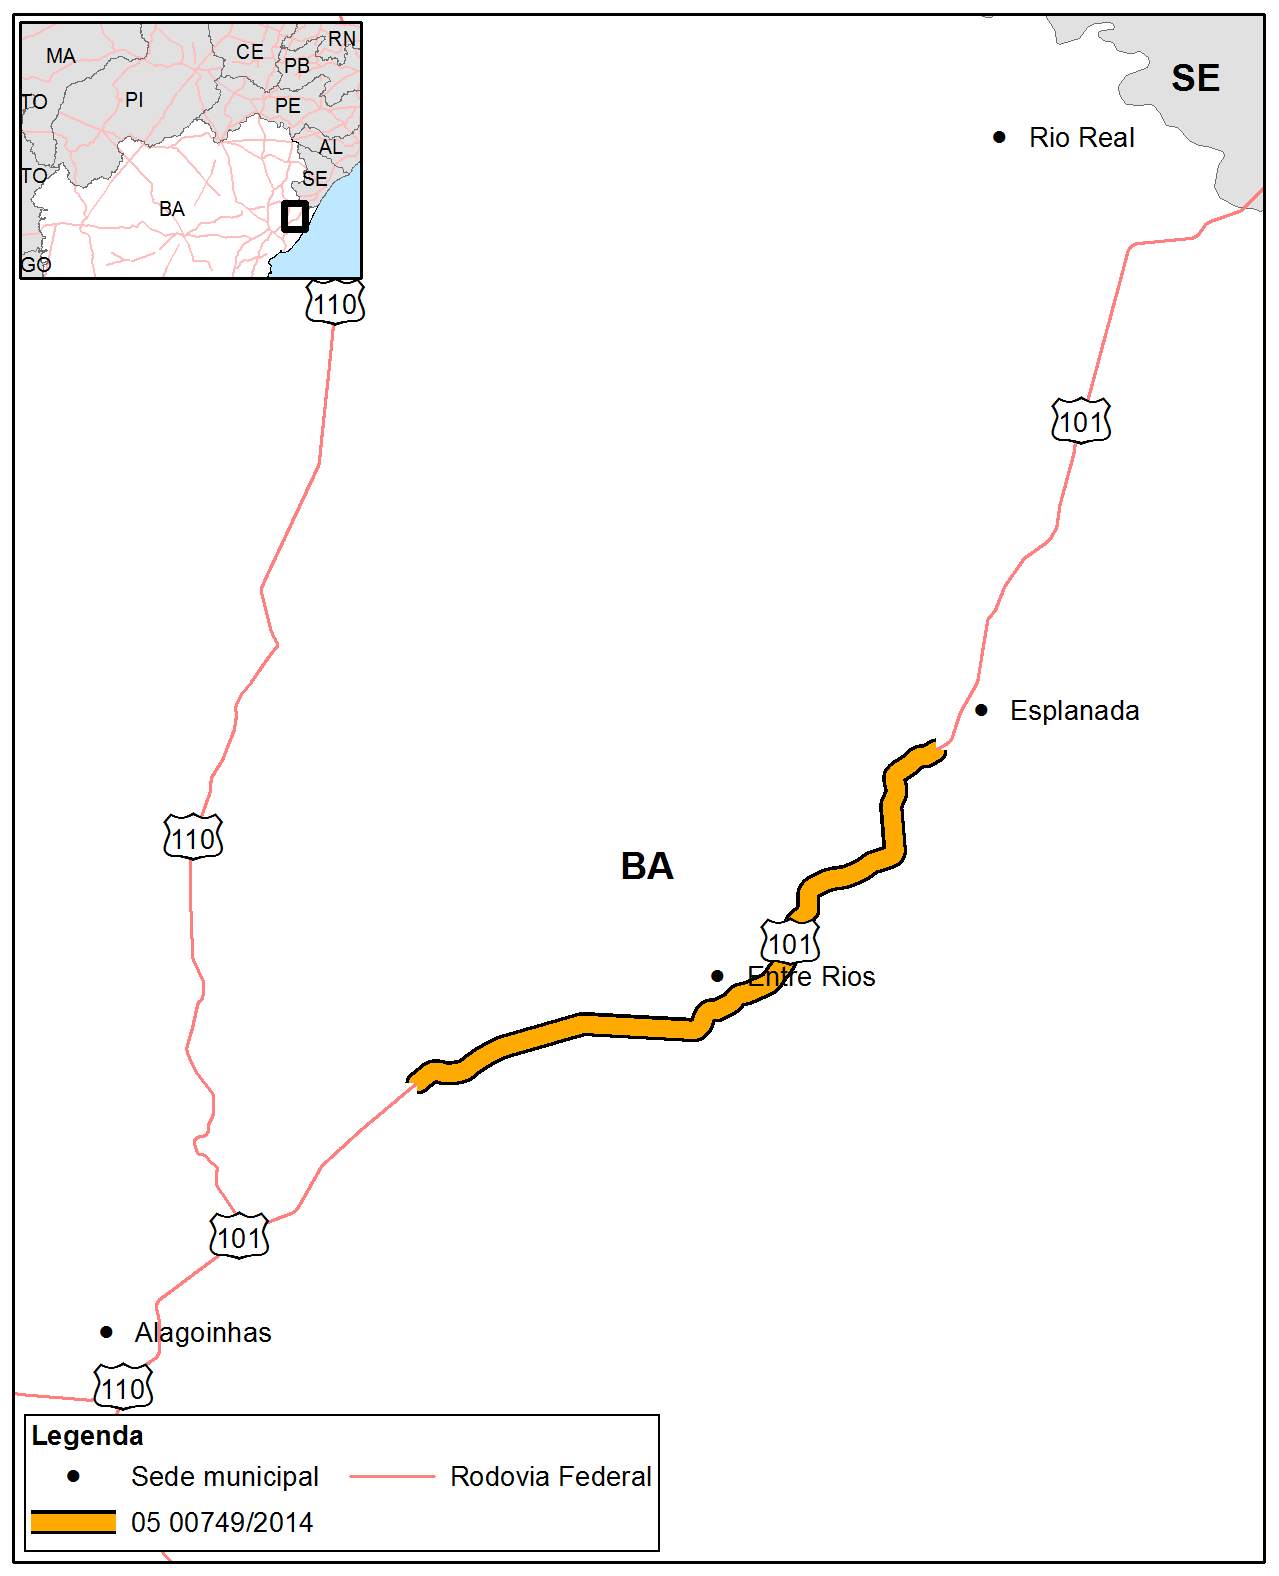 MA
CE
RN
PB
TO
PI
PE
AL
TO
SE
BA
GO
SE
Rio Real
110
101
Esplanada
110
BA
101
Entre Rios
101
Alagoinhas
110
Legenda
Sede municipal
Rodovia Federal
05 00749/2014